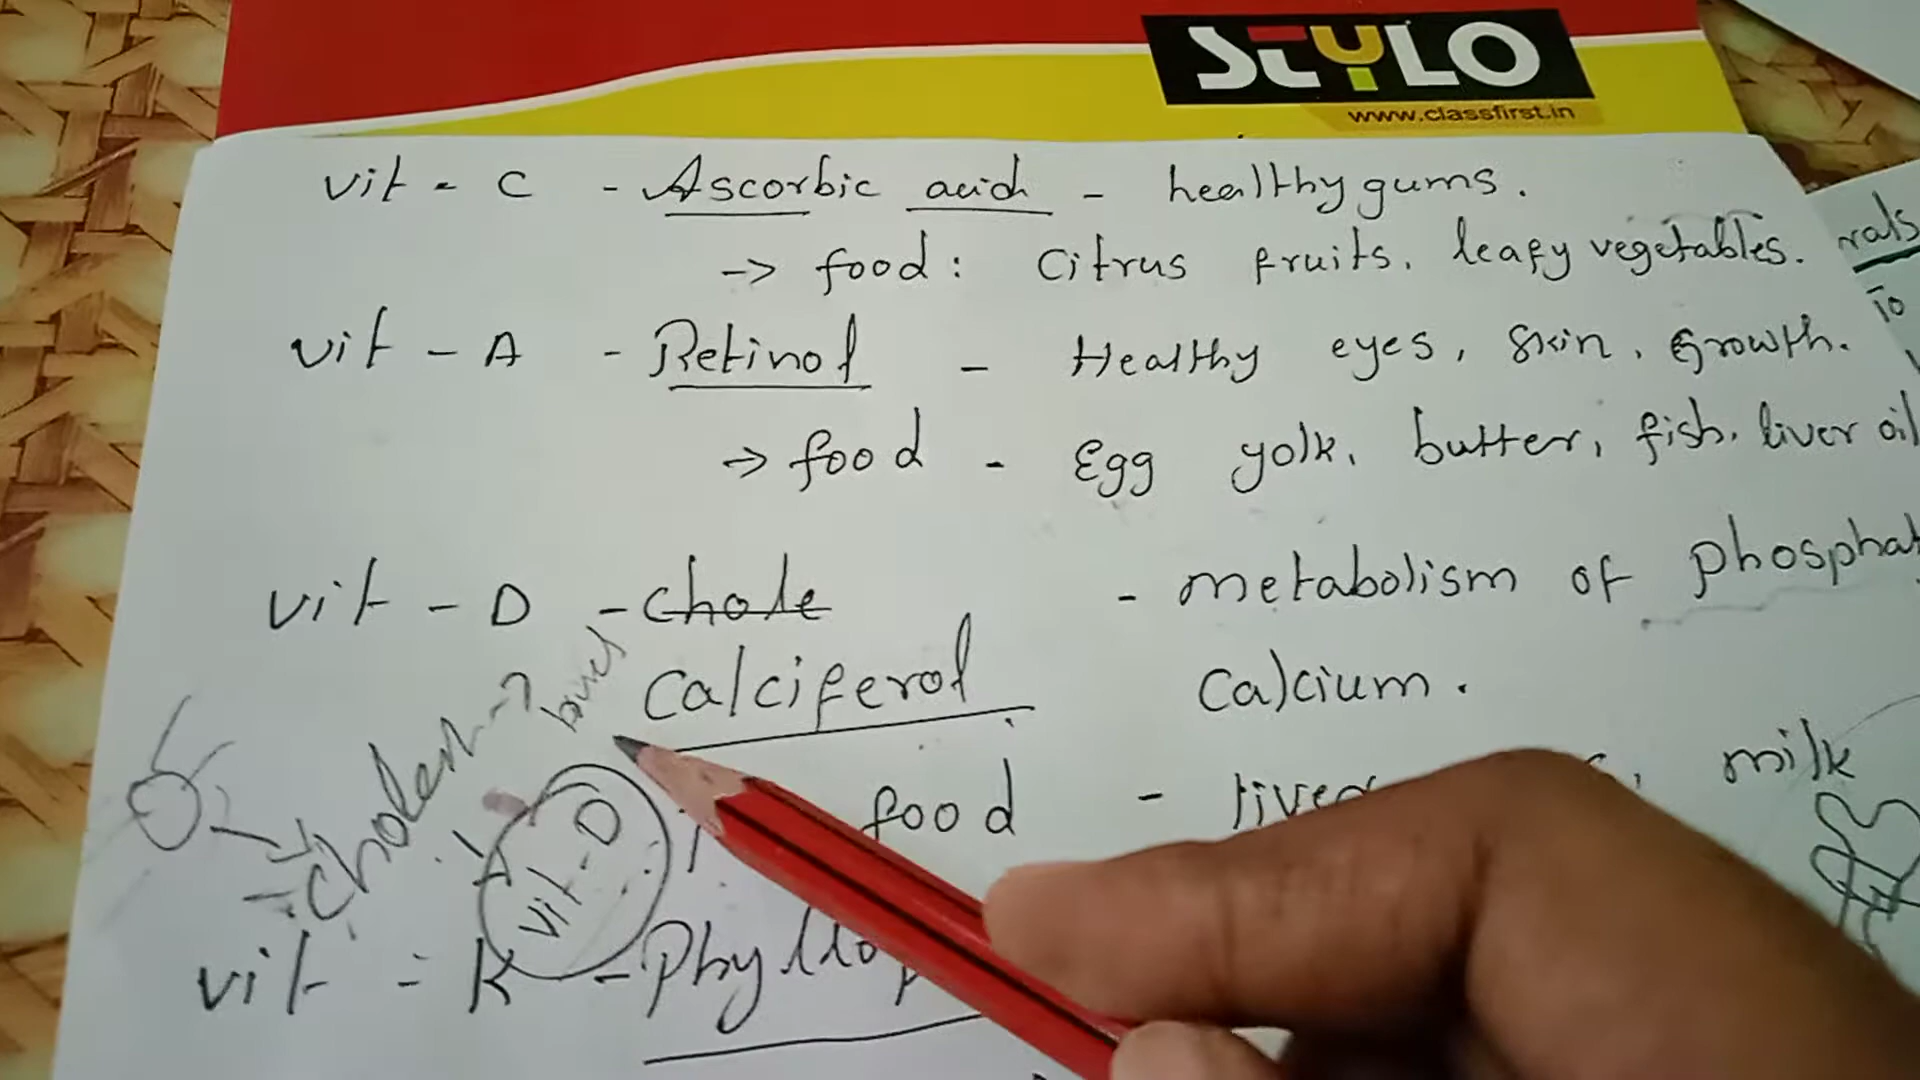 STYLO
www.classfirst.in
vit - C - Ascorbic acid - healthy gums.
-> food: Citrus fruits, leafy vegetables.
vit - A - Retinol - Healthy eyes, skin, Growth.
-> food - Egg yolk, butter, fish, liver oil
vit - D - chole - metabolism of phosphat
Calciferol Calcium.
food - milk
vit - D
vit - K - Phyllo
rals
To